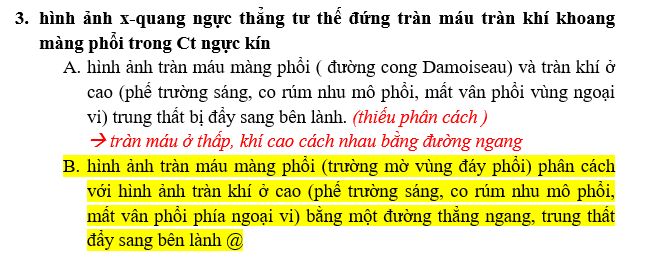 3. hình ảnh x-quang ngực thẳng tư thế đứng tràn máu tràn khí khoang
màng phổi trong Ct ngực kín
A. hình ảnh tràn máu màng phổi ( đường cong Damoiseau) và tràn khí ở
cao (phế trường sáng, co rúm nhu mô phổi, mất vân phổi vùng ngoại
vi) trung thất bị đẩy sang bên lành. (thiếu phân cách )
→ tràn máu ở thấp, khí cao cách nhau bằng đường ngang
B. hình ảnh tràn máu màng phổi (trường mờ vùng đáy phổi) phân cách
với hình ảnh tràn khí ở cao (phế trường sáng, co rúm nhu mô phổi,
mất vân phổi phía ngoại vi) bằng một đường thẳng ngang, trung thất
đẩy sang bên lành @